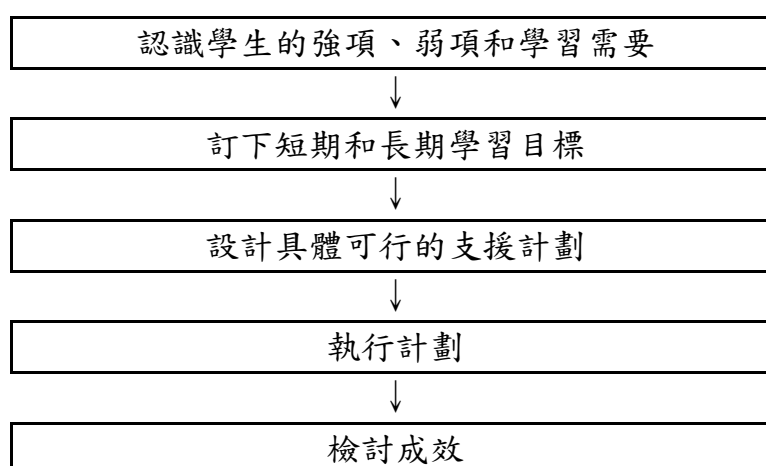 認識學生的強項、弱項和學習需要
↓
訂下短期和長期學習目標
↓
設計具體可行的支援計劃
↓
執行計劃
↓
檢討成效